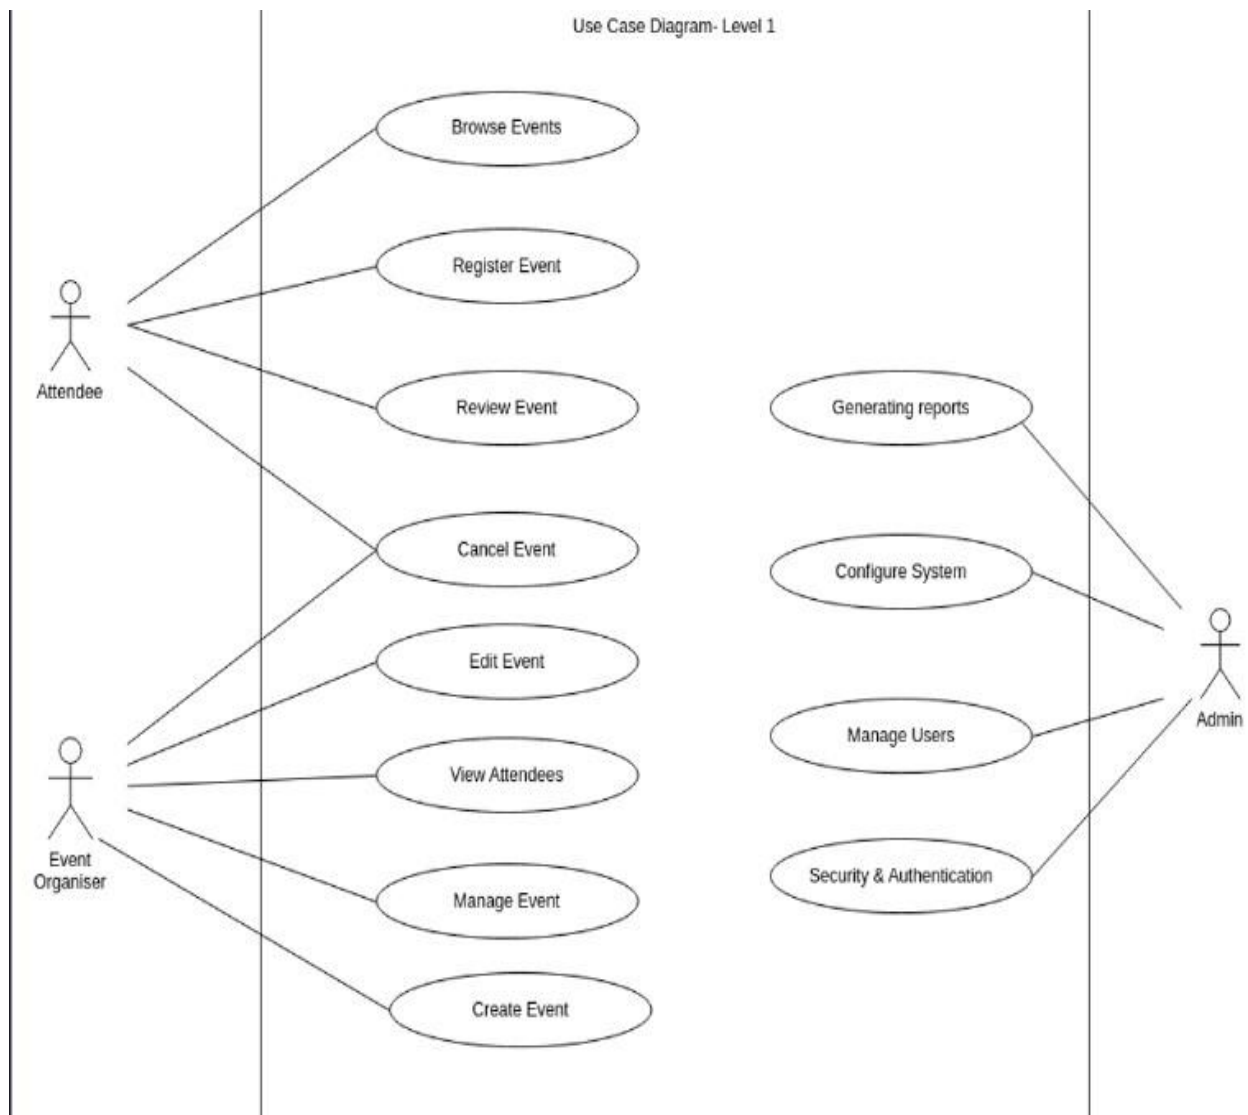 Use Case Diagram- Level 1
Browse Events
Register Event
Attendee
Review Event
Generating reports
Cancel Event
Configure System
Edit Event
Admin
Manage Users
View Attendees
Event
Organiser
Security & Authentication
Manage Event
Create Event